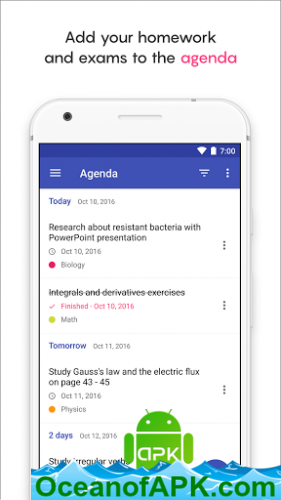 Add your homework
and exams to the agenda
7:00
Agenda
Today Oct 10, 2016
Research about resistant bacteria with
PowerPoint presentation
Oct 10, 2016
Biology
Integrals and derivatives exercises
Finished - Oct 10, 2016
Math
Tomorrow Oct 11, 2016
Study Gauss's law and the electric flux
on page 43 - 45
Oct 11, 2016
Physics
2 days Oct 12, 2016
Study irregular verbs
APK
OceanofAPK.com